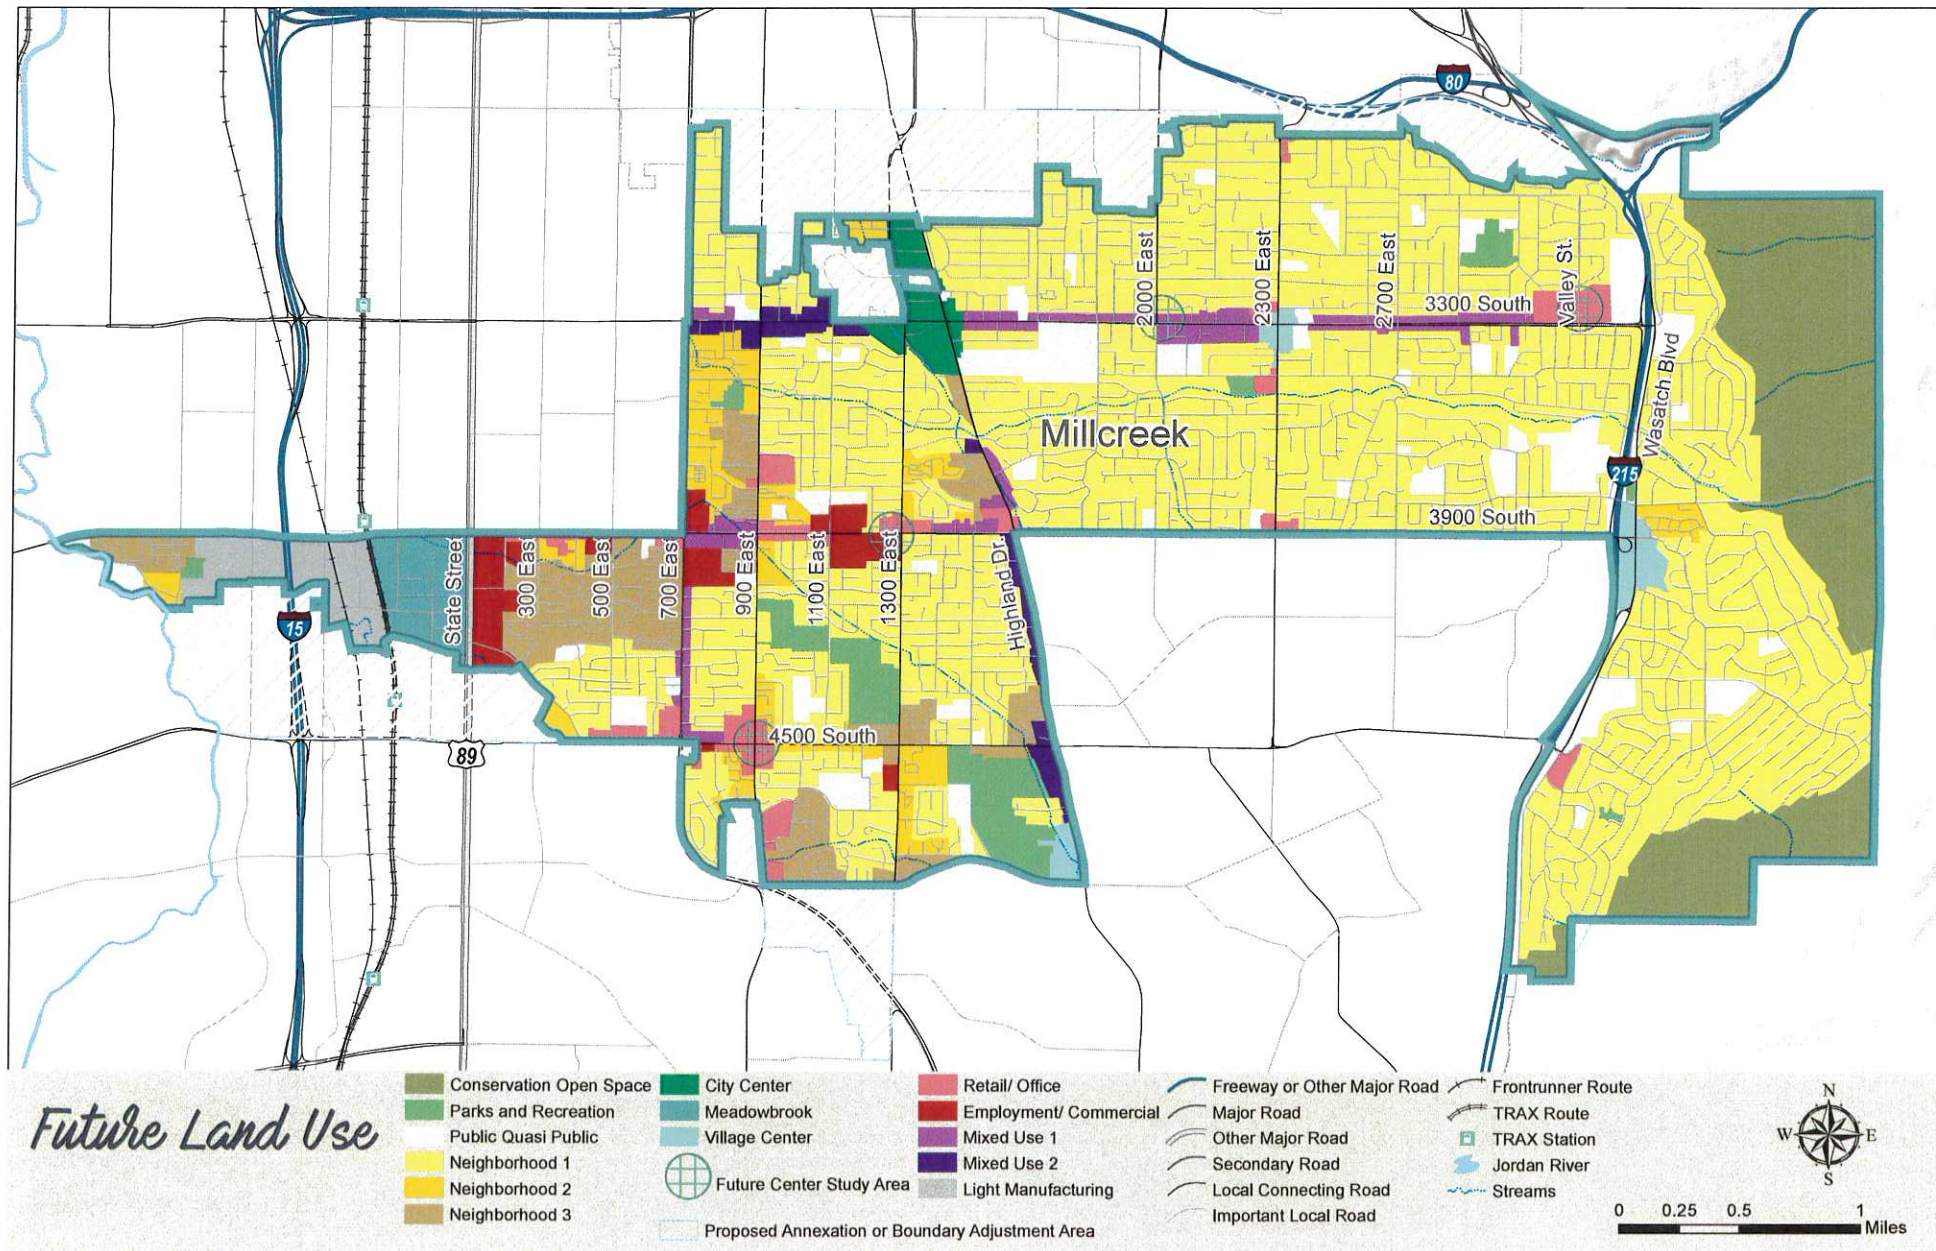 80
2000 East
2300 East
2700 East
3300 South
Valley St.
Wasatch Blvd
Millcreek
215
3900 South
State Street
300 East
500 East
700 East
900 East
1100 East
1300 East
Highland Dr.
15
4500 South
89
Future Land Use
Conservation Open Space
Parks and Recreation
Public Quasi Public
Neighborhood 1
Neighborhood 2
Neighborhood 3
City Center
Meadowbrook
Village Center
Future Center Study Area
Proposed Annexation or Boundary Adjustment Area
Retail/ Office
Employment/ Commercial
Mixed Use 1
Mixed Use 2
Light Manufacturing
Freeway or Other Major Road
Major Road
Other Major Road
Secondary Road
Local Connecting Road
Important Local Road
Frontrunner Route
TRAX Route
TRAX Station
Jordan River
Streams
N
W E
S
0 0.25 0.5 1
Miles